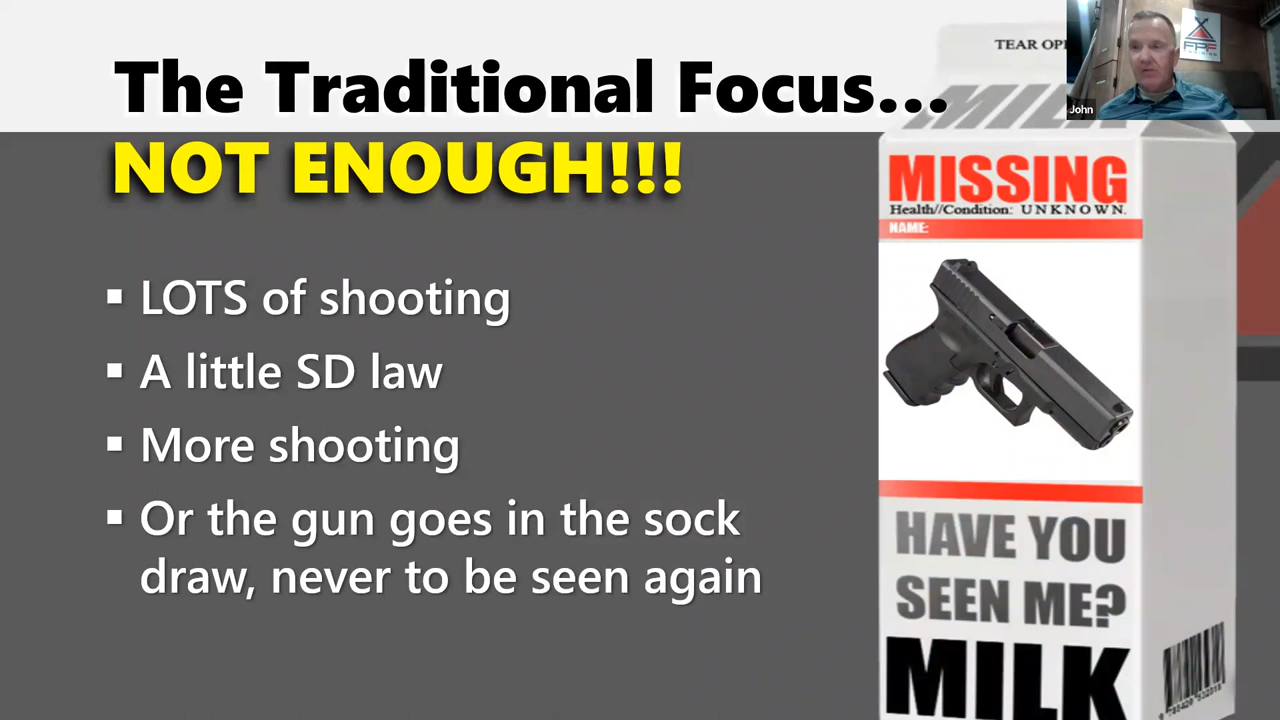 The Traditional Focus...
NOT ENOUGH!!!
LOTS of shooting
A little SD law
More shooting
Or the gun goes in the sock
draw, never to be seen again
TEAR
MILK
MISSING
Health//Condition: UNKNOWN.
NAME:
HAVE YOU
SEEN ME?
MILK
John
FPF